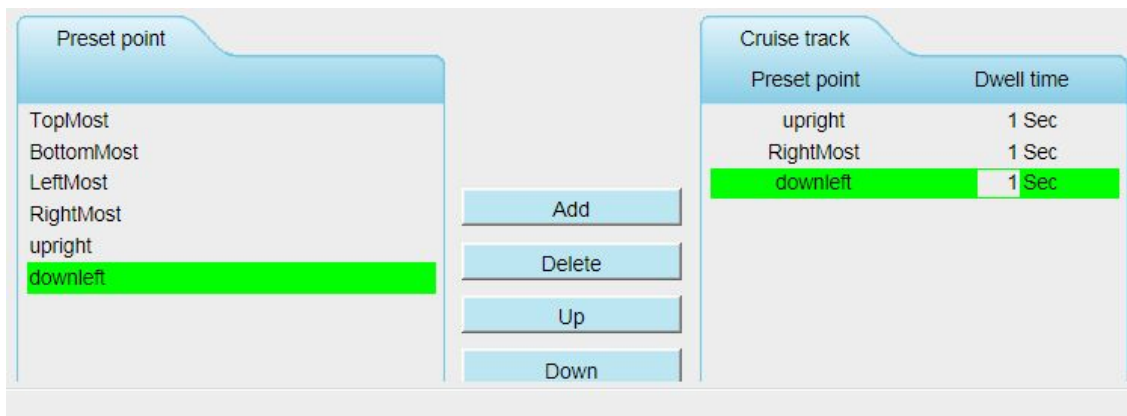 Preset point
TopMost
BottomMost
LeftMost
RightMost
upright
downleft
Add
Delete
Up
Down
Cruise track
Preset point Dwell time
upright 1 Sec
RightMost 1 Sec
downleft 1 Sec